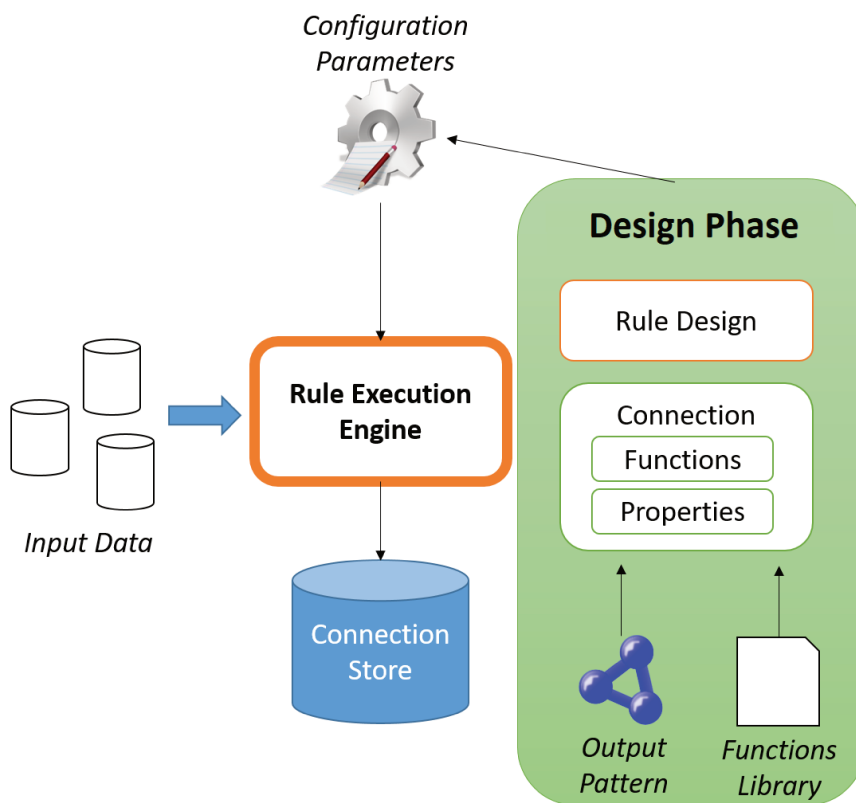 Configuration
Parameters
Design Phase
Rule Design
Connection
Functions
Properties
Rule Execution
Engine
Input Data
Connection
Store
Output
Pattern
Functions
Library